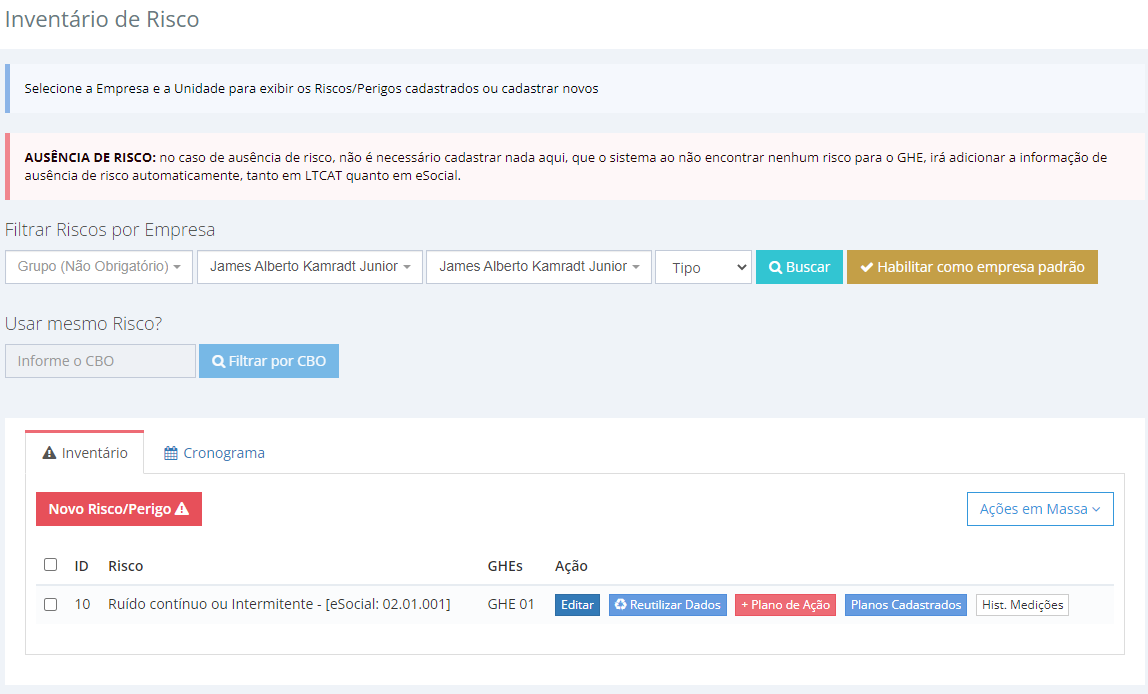 Inventário de Risco
Selecione a Empresa e a Unidade para exibir os Riscos/Perigos cadastrados ou cadastrar novos
AUSÊNCIA DE RISCO: no caso de ausência de risco, não é necessário cadastrar nada aqui, que o sistema ao não encontrar nenhum risco para o GHE, irá adicionar a informação de
ausência de risco automaticamente, tanto em LTCAT quanto em eSocial.
Filtrar Riscos por Empresa
Grupo (Não Obrigatório) James Alberto Kamradt Junior James Alberto Kamradt Junior Tipo Buscar Habilitar como empresa padrão
Usar mesmo Risco?
Informe o CBO Filtrar por CBO
Inventário Cronograma
Novo Risco/Perigo Ações em Massa
ID Risco GHEs Ação
10 Ruído contínuo ou Intermitente - [eSocial: 02.01.001] GHE 01 Editar Reutilizar Dados + Plano de Ação Planos Cadastrados Hist. Medições